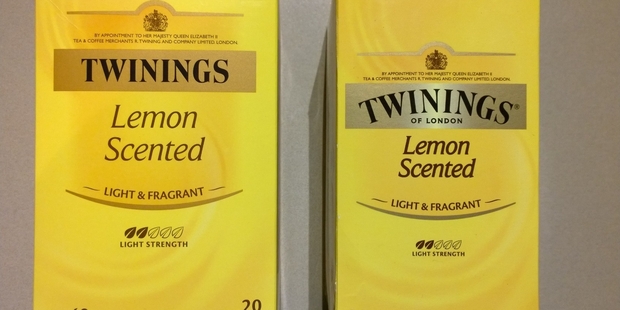 BY APPOINTMENT TO HER MAJESTY QUEEN ELIZABETH II
TEA & COFFEE MERCHANTS R. TWINING AND COMPANY LIMITED, LONDON.
TWININGS
Lemon
Scented
LIGHT & FRAGRANT
LIGHT STRENGTH
20
BY APPOINTMENT TO HER MAJESTY QUEEN ELIZABETH II
TEA & COFFEE MERCHANTS R. TWINING AND COMPANY LIMITED, LONDON.
TWININGS®
OF LONDON
Lemon
Scented
LIGHT & FRAGRANT
LIGHT STRENGTH